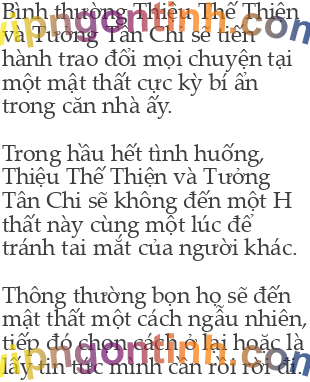 Bình thường Thiệu Thế Thiện
và Tưởng Tân Chi sẽ tiến
hành trao đổi mọi chuyện tại
một mật thất cực kỳ bí ẩn
trong căn nhà ấy.
Trong hầu hết tình huống,
Thiệu Thế Thiện và Tưởng
Tân Chi sẽ không đến một H
thất này cùng một lúc để
tránh tai mắt của người khác.
Thông thường bọn họ sẽ đến
mật thất một cách ngẫu nhiên,
tiếp đó chọn cách ở lại hoặc là
lấy tin tức mình cần rồi rời đi.